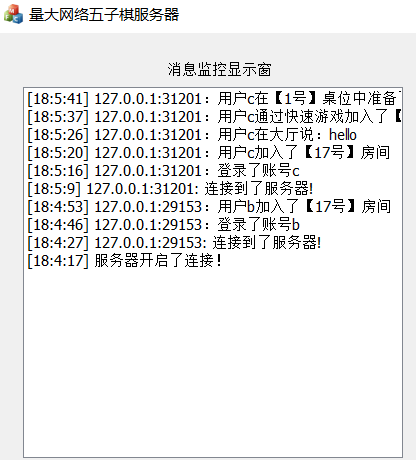 量大网络五子棋服务器
消息监控显示窗
[18:5:41] 127.0.0.1:31201：用户c在【1号】桌位中准备
[18:5:37] 127.0.0.1:31201：用户c通过快速游戏加入了【
[18:5:26] 127.0.0.1:31201：用户c在大厅说：hello
[18:5:20] 127.0.0.1:31201：用户c加入了【17号】房间
[18:5:16] 127.0.0.1:31201：登录了账号c
[18:5:9] 127.0.0.1:31201: 连接到了服务器!
[18:4:53] 127.0.0.1:29153：用户b加入了【17号】房间
[18:4:46] 127.0.0.1:29153：登录了账号b
[18:4:27] 127.0.0.1:29153: 连接到了服务器!
[18:4:17] 服务器开启了连接！